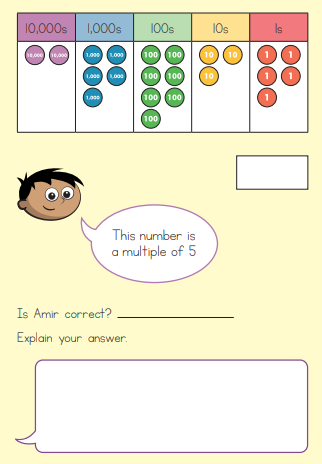 10,000s 1,000s 100s 10s 1s
10,000 10,000 1,000 1,000 100 100 10 10 1 1
1,000 1,000 100 100 10 1 1
1,000 100 100 1
100
This number is
a multiple of 5
Is Amir correct?
Explain your answer.